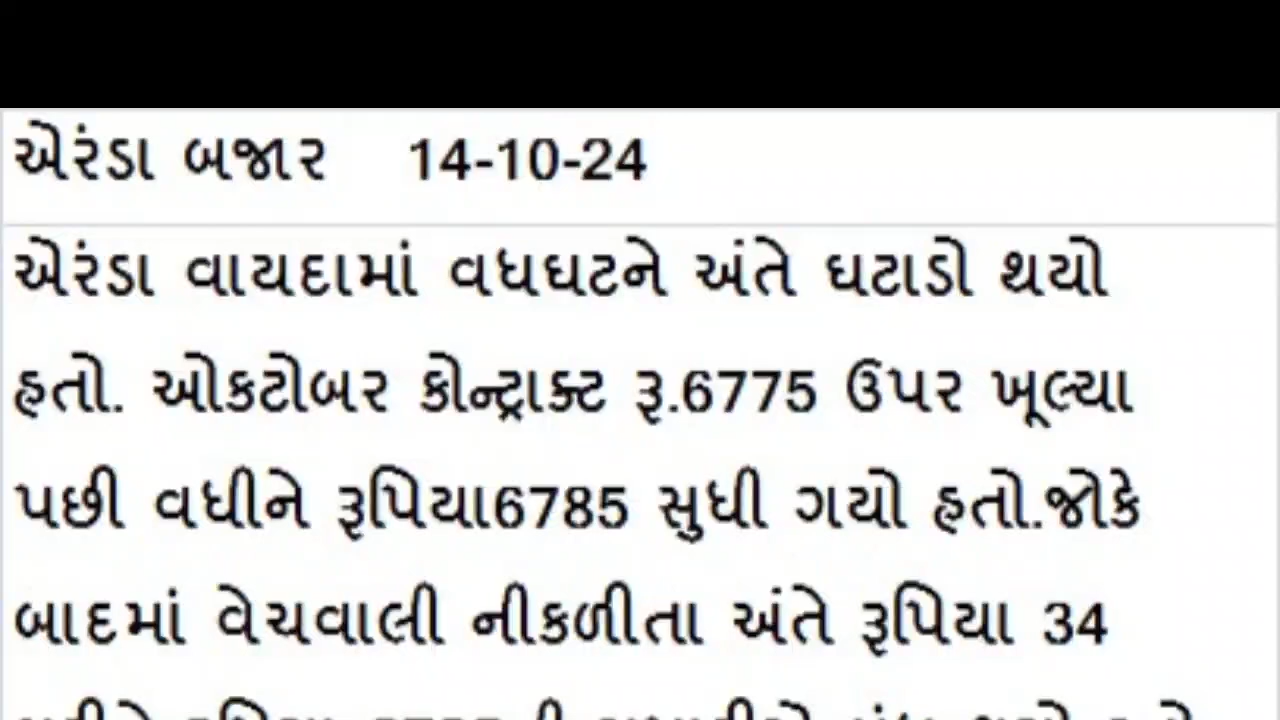 એરંડા બજાર 14-10-24
એરંડા વાયદામાં વધઘટને અંતે ઘટાડો થયો
હતો. ઓકટોબર કોન્ટ્રાક્ટ રૂ.6775 ઉપર ખૂલ્યા
પછી વધીને રૂપિયા6785 સુધી ગયો હતો.જોકે
બાદમાં વેચવાલી નીકળીતા અંતે રૂપિયા 34